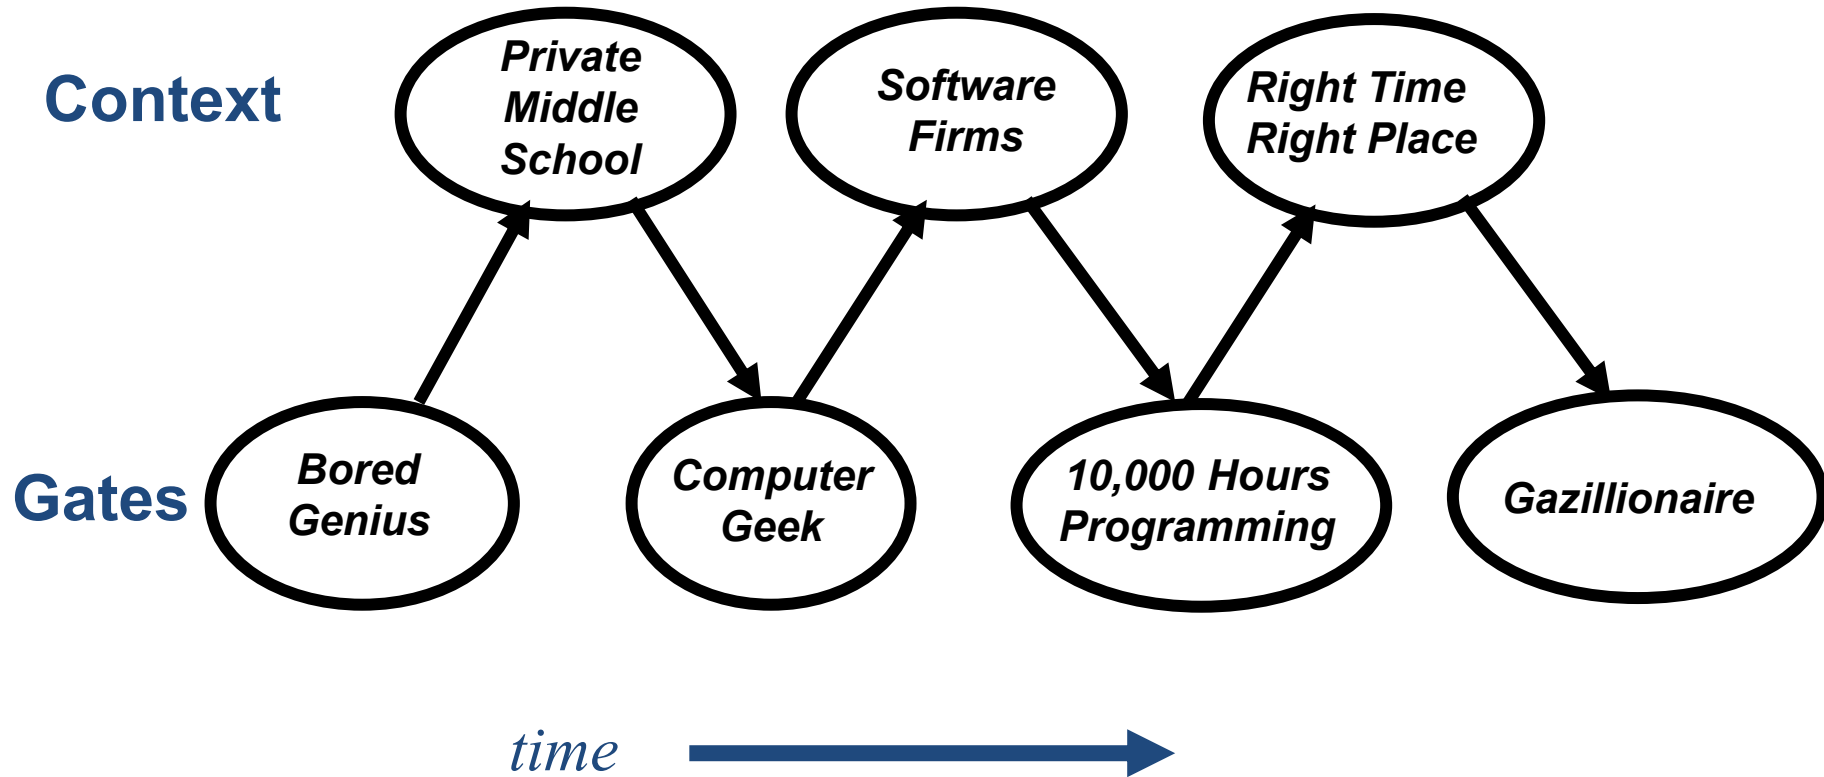 Context
Private
Middle
School
Software
Firms
Right Time
Right Place
Gates
Bored
Genius
Computer
Geek
10,000 Hours
Programming
Gazillionaire
time